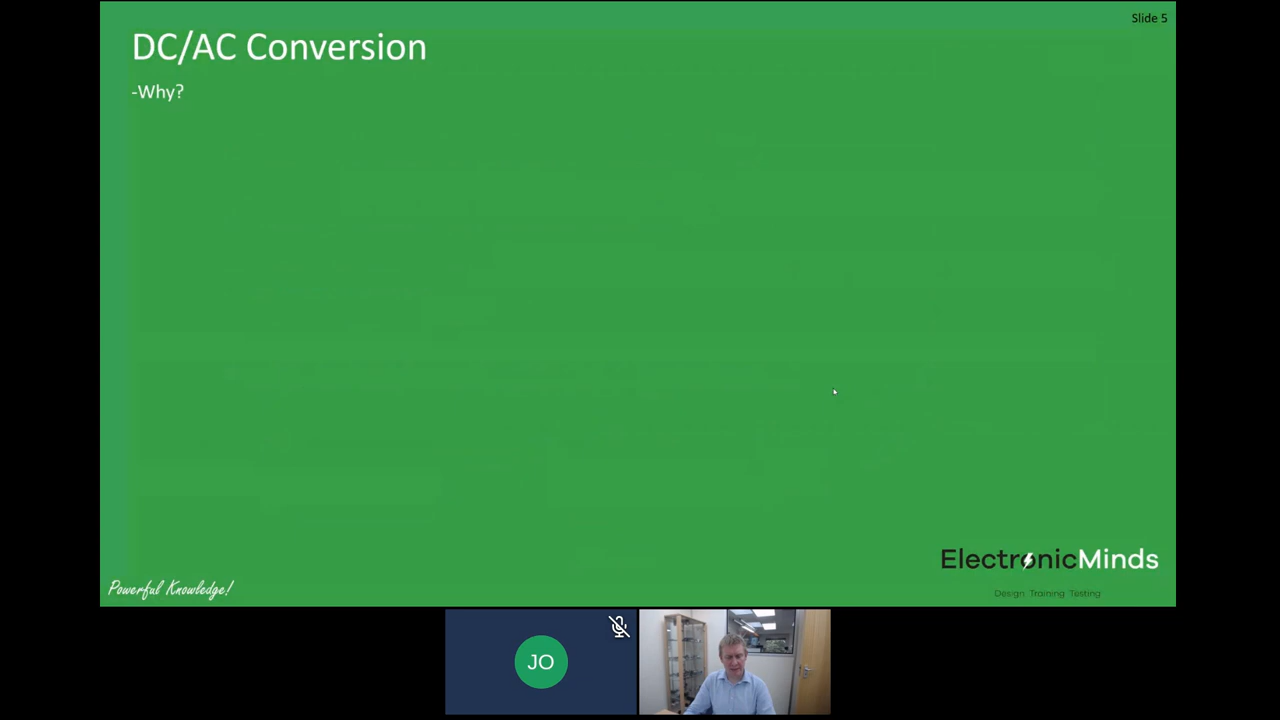 Slide 5
DC/AC Conversion
-Why?
ElectronicMinds
Design Training Testing
Powerful Knowledge!
JO